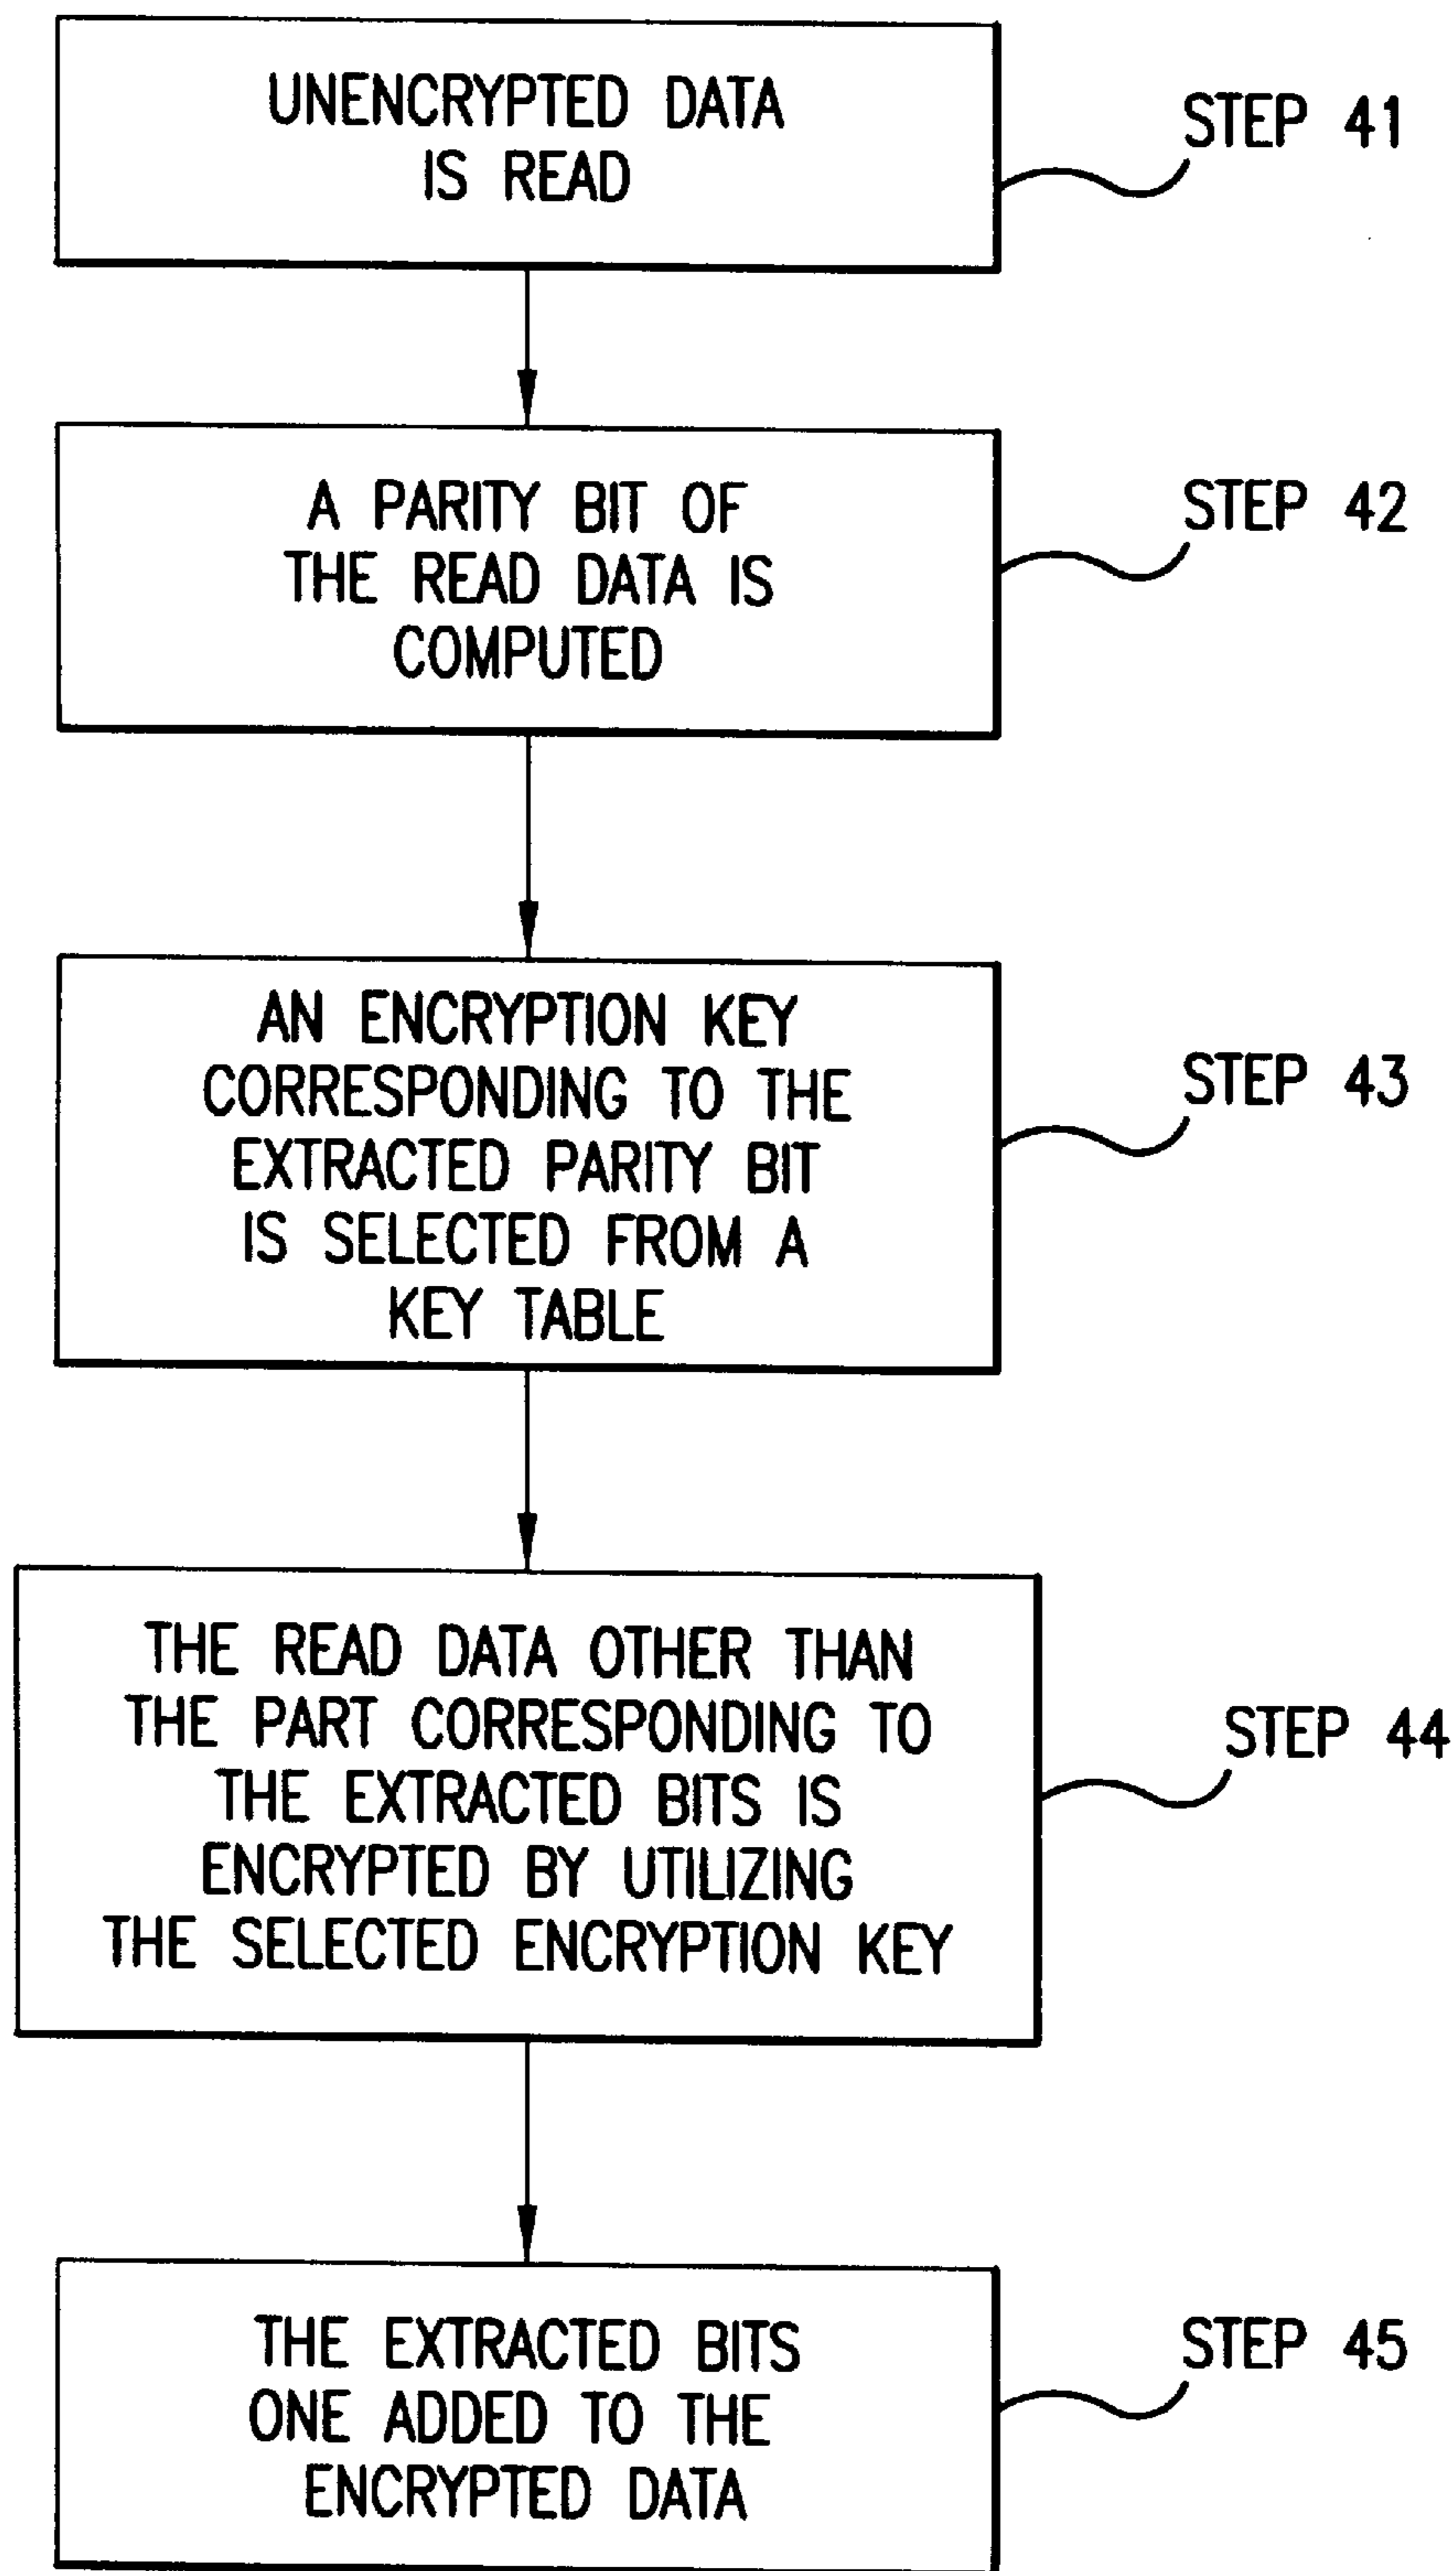 UNENCRYPTED DATA
IS READ
STEP 41
A PARITY BIT OF
THE READ DATA IS
COMPUTED
STEP 42
AN ENCRYPTION KEY
CORRESPONDING TO THE
EXTRACTED PARITY BIT
IS SELECTED FROM A
KEY TABLE
STEP 43
THE READ DATA OTHER THAN
THE PART CORRESPONDING TO
THE EXTRACTED BITS IS
ENCRYPTED BY UTILIZING
THE SELECTED ENCRYPTION KEY
STEP 44
THE EXTRACTED BITS
ONE ADDED TO THE
ENCRYPTED DATA
STEP 45